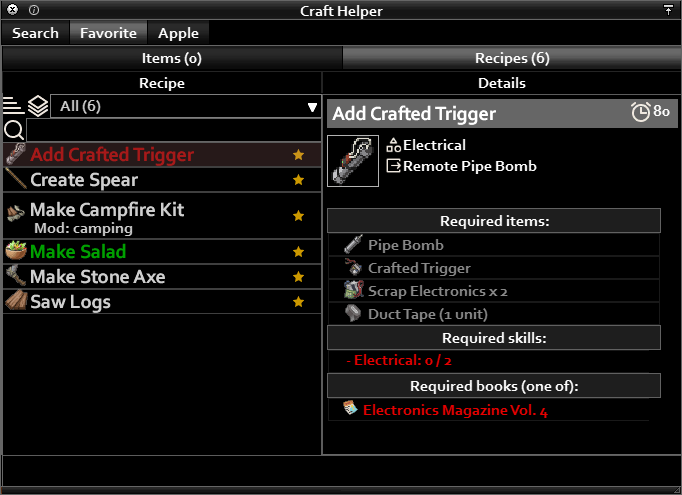 Craft Helper
Search Favorite Apple
Items (0) Recipes (6)
Recipe
All (6)
Add Crafted Trigger
Create Spear
Make Campfire Kit
Mod: camping
Make Salad
Make Stone Axe
Saw Logs
Details
Add Crafted Trigger 80
Electrical
Remote Pipe Bomb
Required items:
Pipe Bomb
Crafted Trigger
Scrap Electronics x 2
Duct Tape (1 unit)
Required skills:
- Electrical: 0 / 2
Required books (one of):
Electronics Magazine Vol. 4